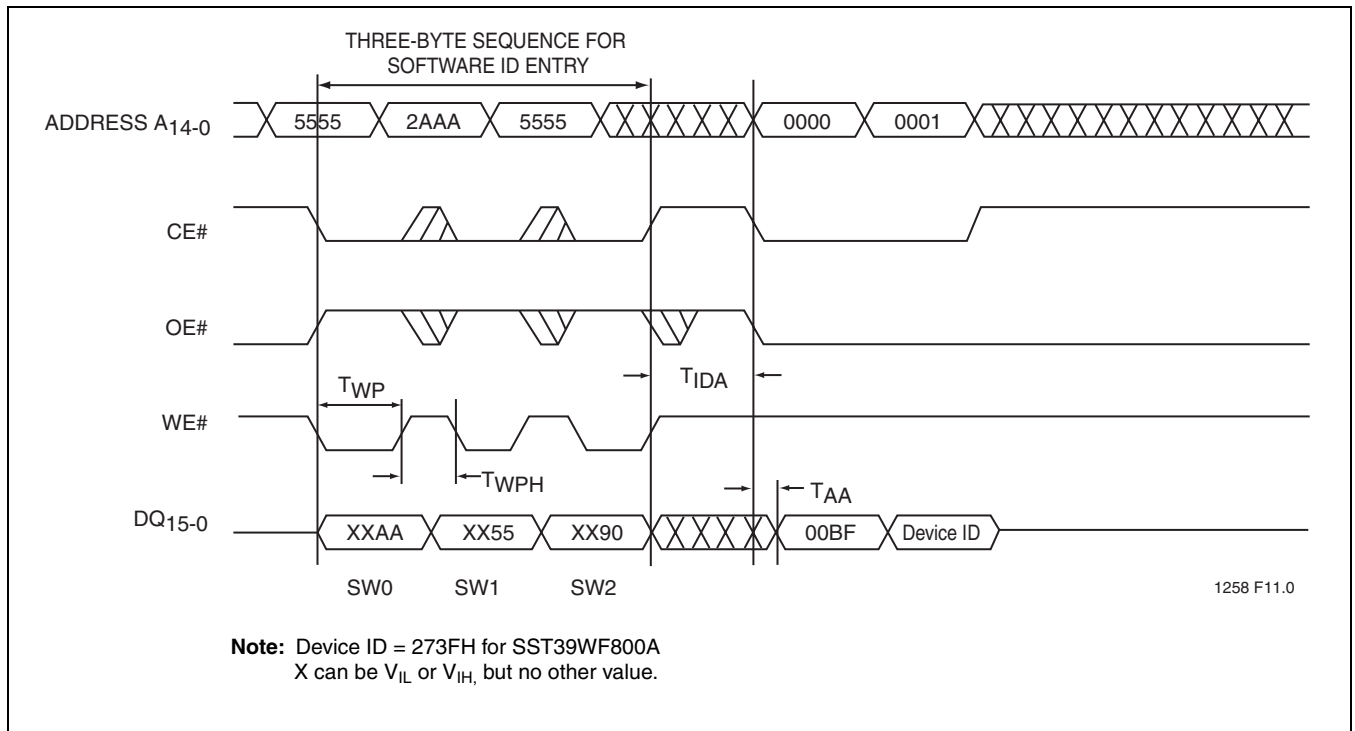 THREE-BYTE SEQUENCE FOR
SOFTWARE ID ENTRY
ADDRESS A14-0
5555
2AAA
5555
0000
0001
CE#
OE#
TIDA
TWP
WE#
TWPH
TAA
DQ15-0
XXAA
XX55
XX90
00BF
Device ID
SW0
SW1
SW2
1258 F11.0
Note: Device ID = 273FH for SST39WF800A
X can be VIL or VIH, but no other value.